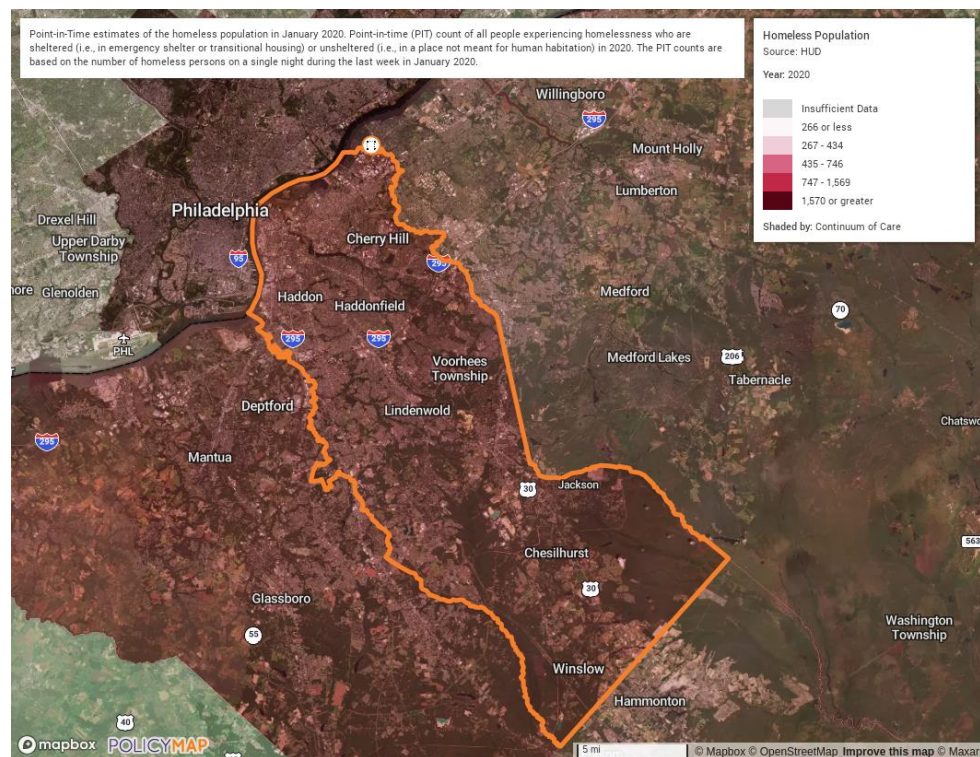 Point-in-Time estimates of the homeless population in January 2020. Point-in-time (PIT) count of all people experiencing homelessness who are
sheltered (i.e., in emergency shelter or transitional housing) or unsheltered (i.e., in a place not meant for human habitation) in 2020. The PIT counts are
based on the number of homeless persons on a single night during the last week in January 2020.
Homeless Population
Source: HUD
Year: 2020
Insufficient Data
266 or less
267 - 434
435 - 746
747 - 1,569
1,570 or greater
Shaded by: Continuum of Care
Willingboro
295
Mount Holly
Lumberton
Philadelphia
Drexel Hill
Upper Darby
Township
Cherry Hill
95
295
nore
Glenolden
Haddon
Haddonfield
Medford
70
PHL
295
295
Voorhees
Township
Medford Lakes
206
Tabernacle
Deptford
Lindenwold
Chatswo
295
Mantua
30
Jackson
563
Chesilhurst
30
Glassboro
55
Washington
Township
Winslow
Hammonton
40
mapbox
POLICYMAP
5 mi
© Mapbox © OpenStreetMap Improve this map © Maxar